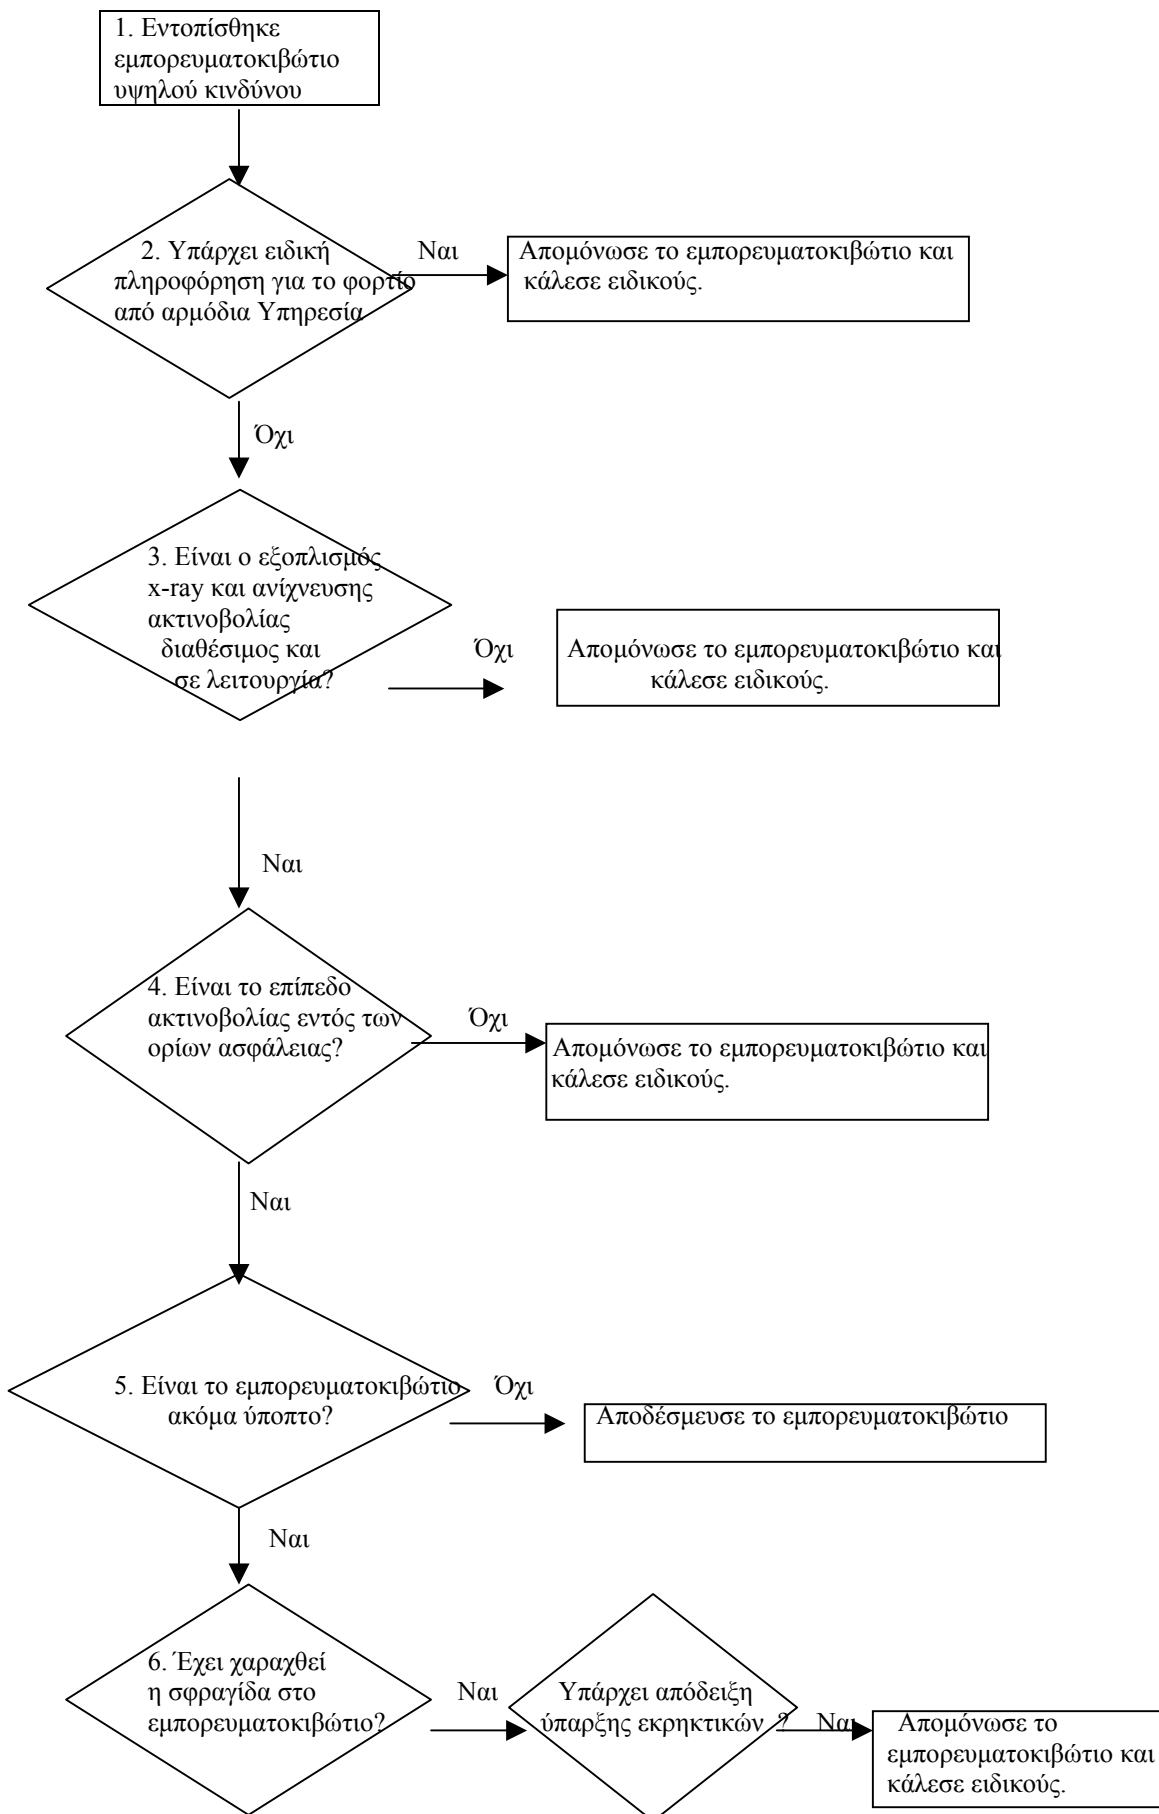 1. Εντοπίσθηκε
εμπορευματοκιβώτιο
υψηλού κινδύνου
2. Υπάρχει ειδική
πληροφόρηση για το φορτίο
από αρμόδια Υπηρεσία
Ναι
Απομόνωσε το εμπορευματοκιβώτιο και
κάλεσε ειδικούς.
Όχι
3. Είναι ο εξοπλισμός
x-ray και ανίχνευσης
ακτινοβολίας
διαθέσιμος και
σε λειτουργία?
Όχι
Απομόνωσε το εμπορευματοκιβώτιο και
κάλεσε ειδικούς.
Ναι
4. Είναι το επίπεδο
ακτινοβολίας εντός των
ορίων ασφάλειας?
Όχι
Απομόνωσε το εμπορευματοκιβώτιο και
κάλεσε ειδικούς.
Ναι
5. Είναι το εμπορευματοκιβώτιο
ακόμα ύποπτο?
Όχι
Αποδέσμευσε το εμπορευματοκιβώτιο
Ναι
6. Έχει χαραχθεί
η σφραγίδα στο
εμπορευματοκιβώτιο?
Ναι
Υπάρχει απόδειξη
ύπαρξης εκρηκτικών ?
Ναι
Απομόνωσε το
εμπορευματοκιβώτιο και
κάλεσε ειδικούς.